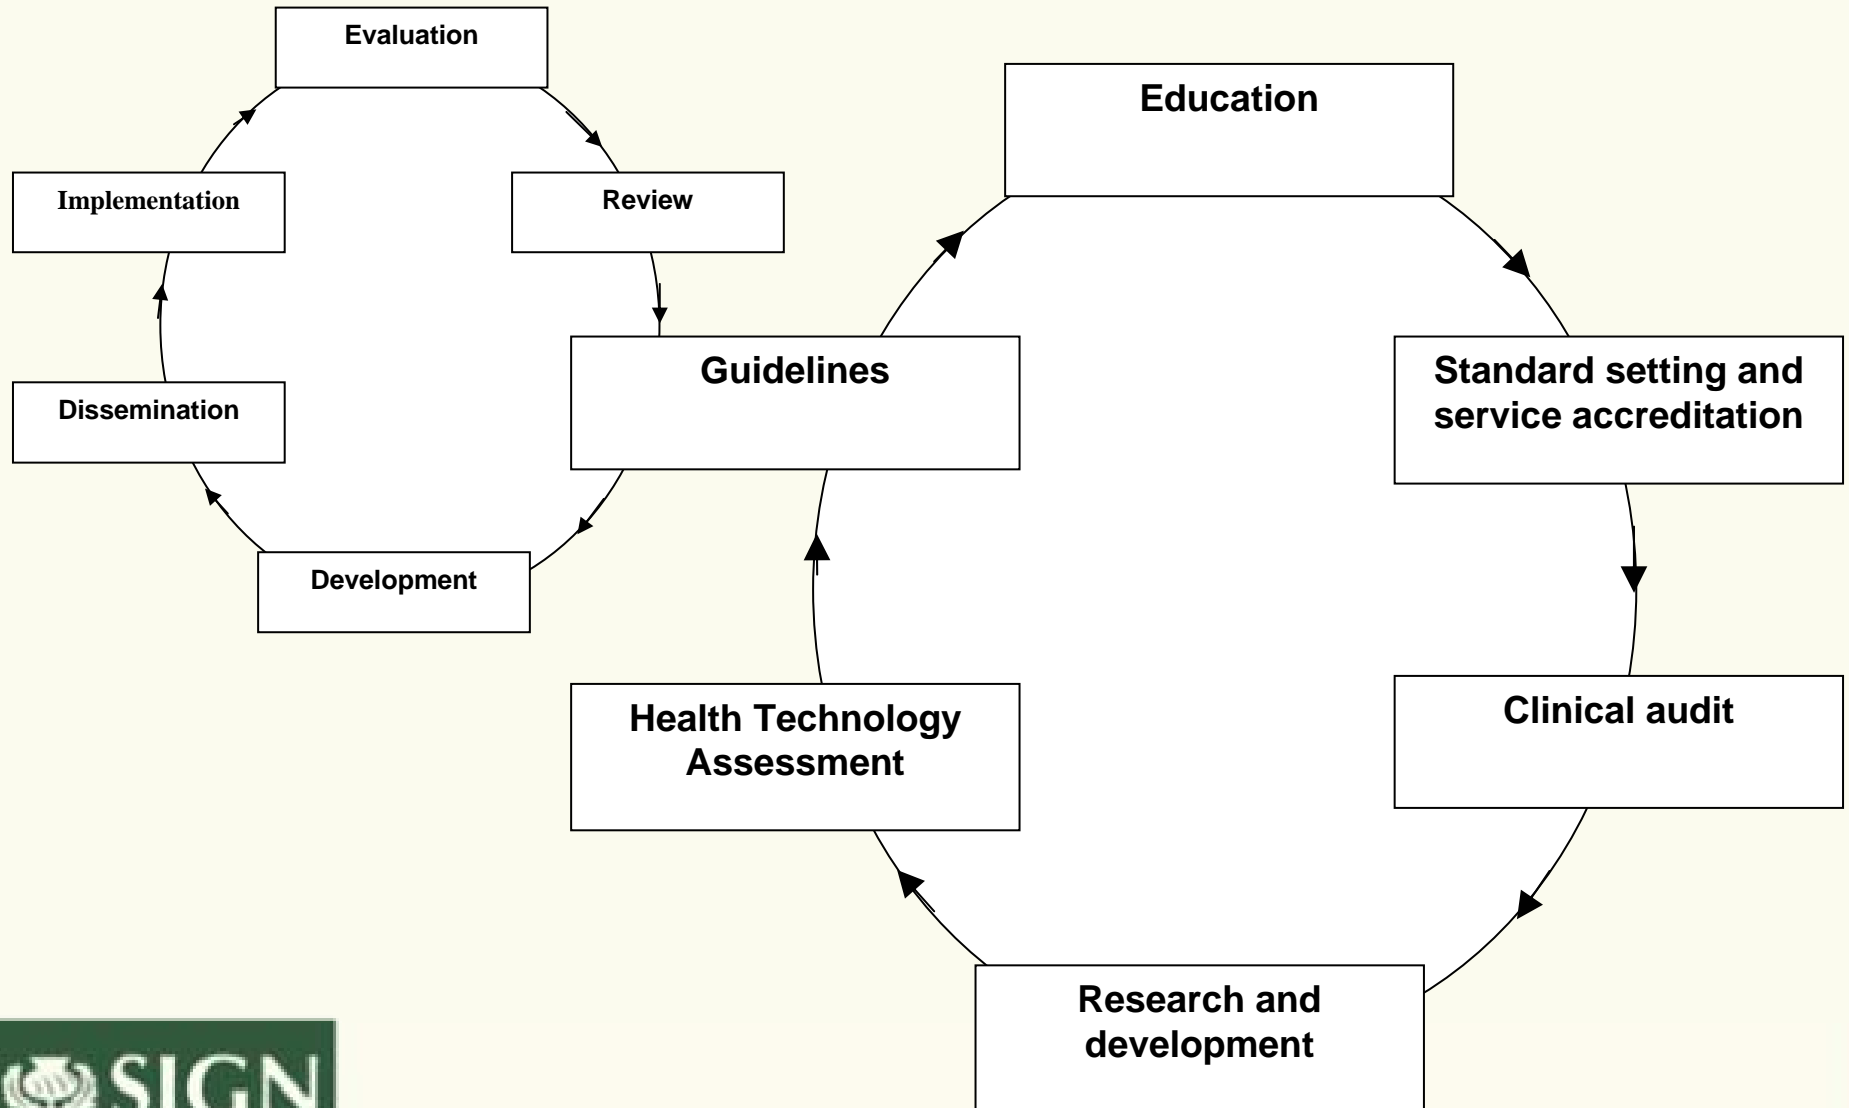 Evaluation
Implementation
Review
Dissemination
Development
Education
Guidelines
Standard setting and
service accreditation
Health Technology
Assessment
Clinical audit
Research and
development
SIGN